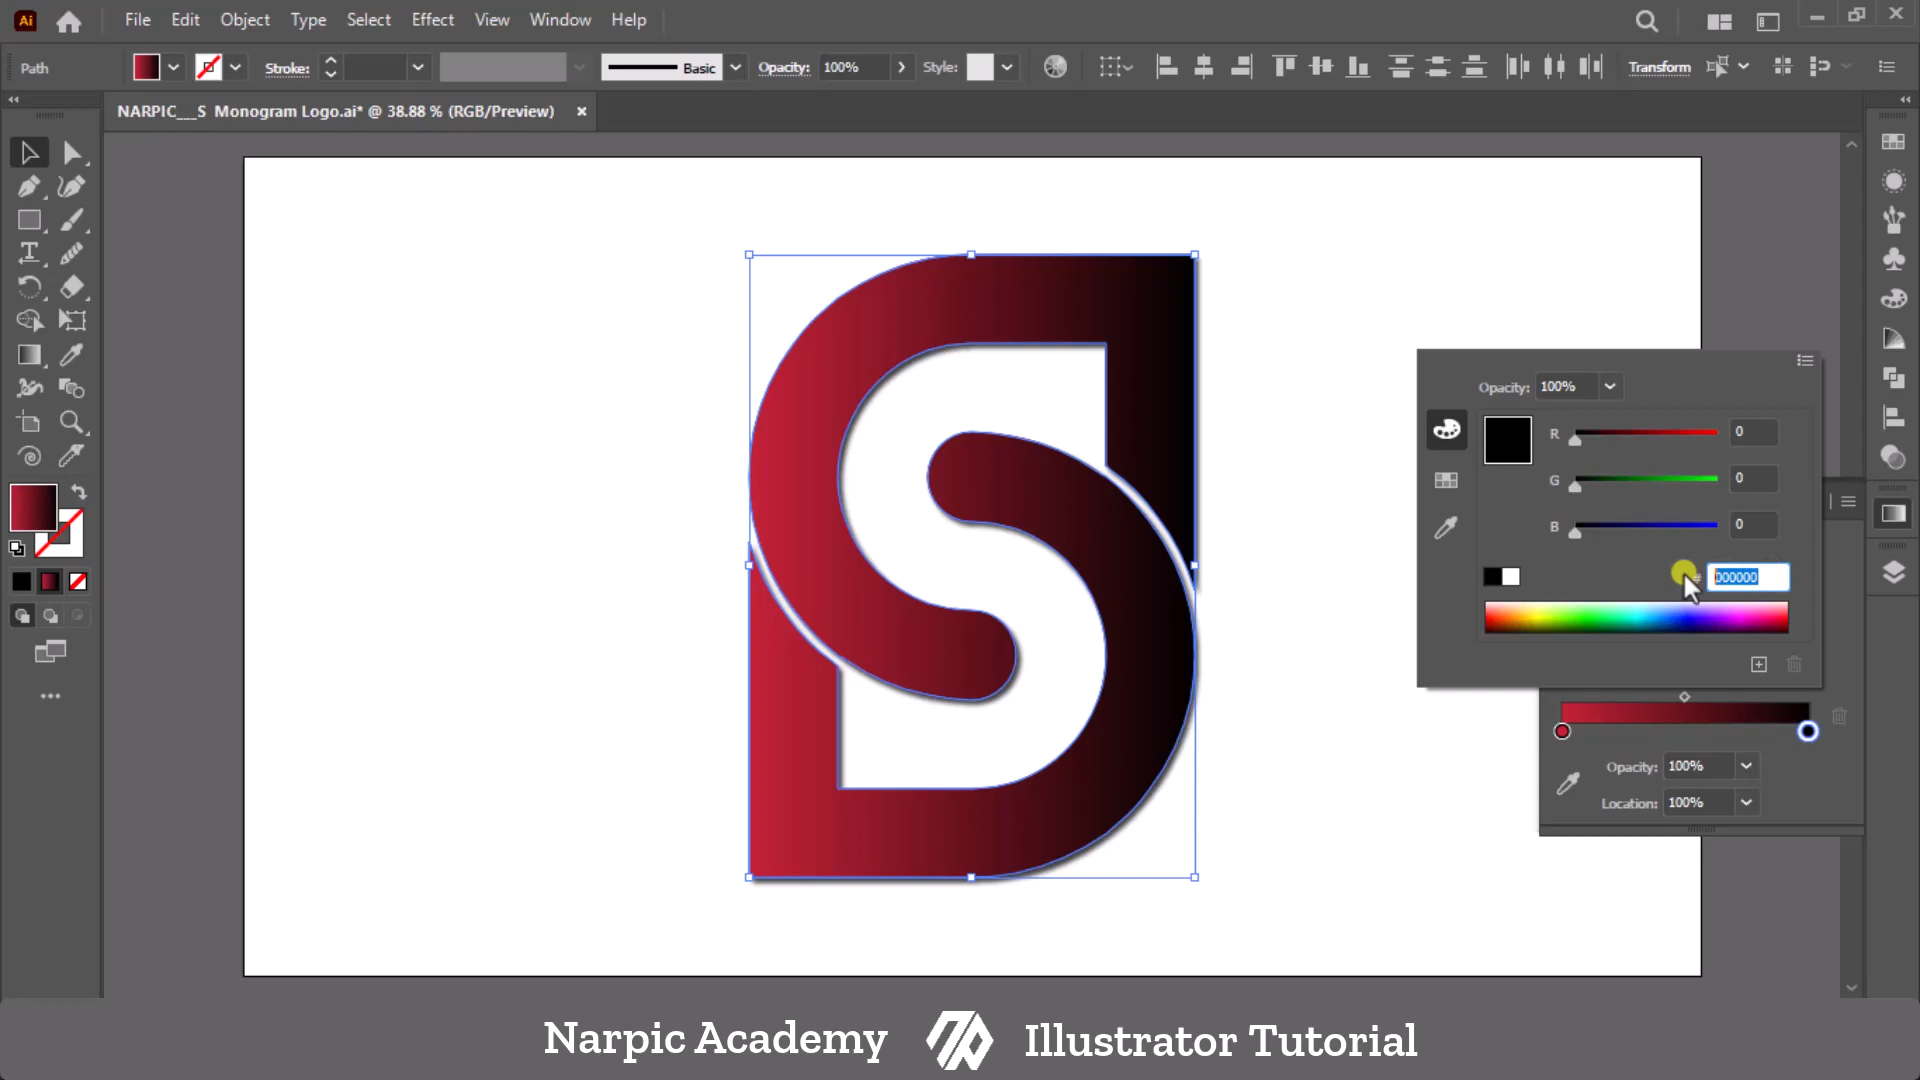 Ai File Edit Object Type Select Effect View Window Help
Path Stroke: Basic Opacity: 100% Style: Transform
NARPIC___S Monogram Logo.ai* @ 38.88 % (RGB/Preview) ×
Opacity: 100%
R 0
G 0
B 0
# 000000
Opacity: 100%
Location: 100%
Narpic Academy Illustrator Tutorial